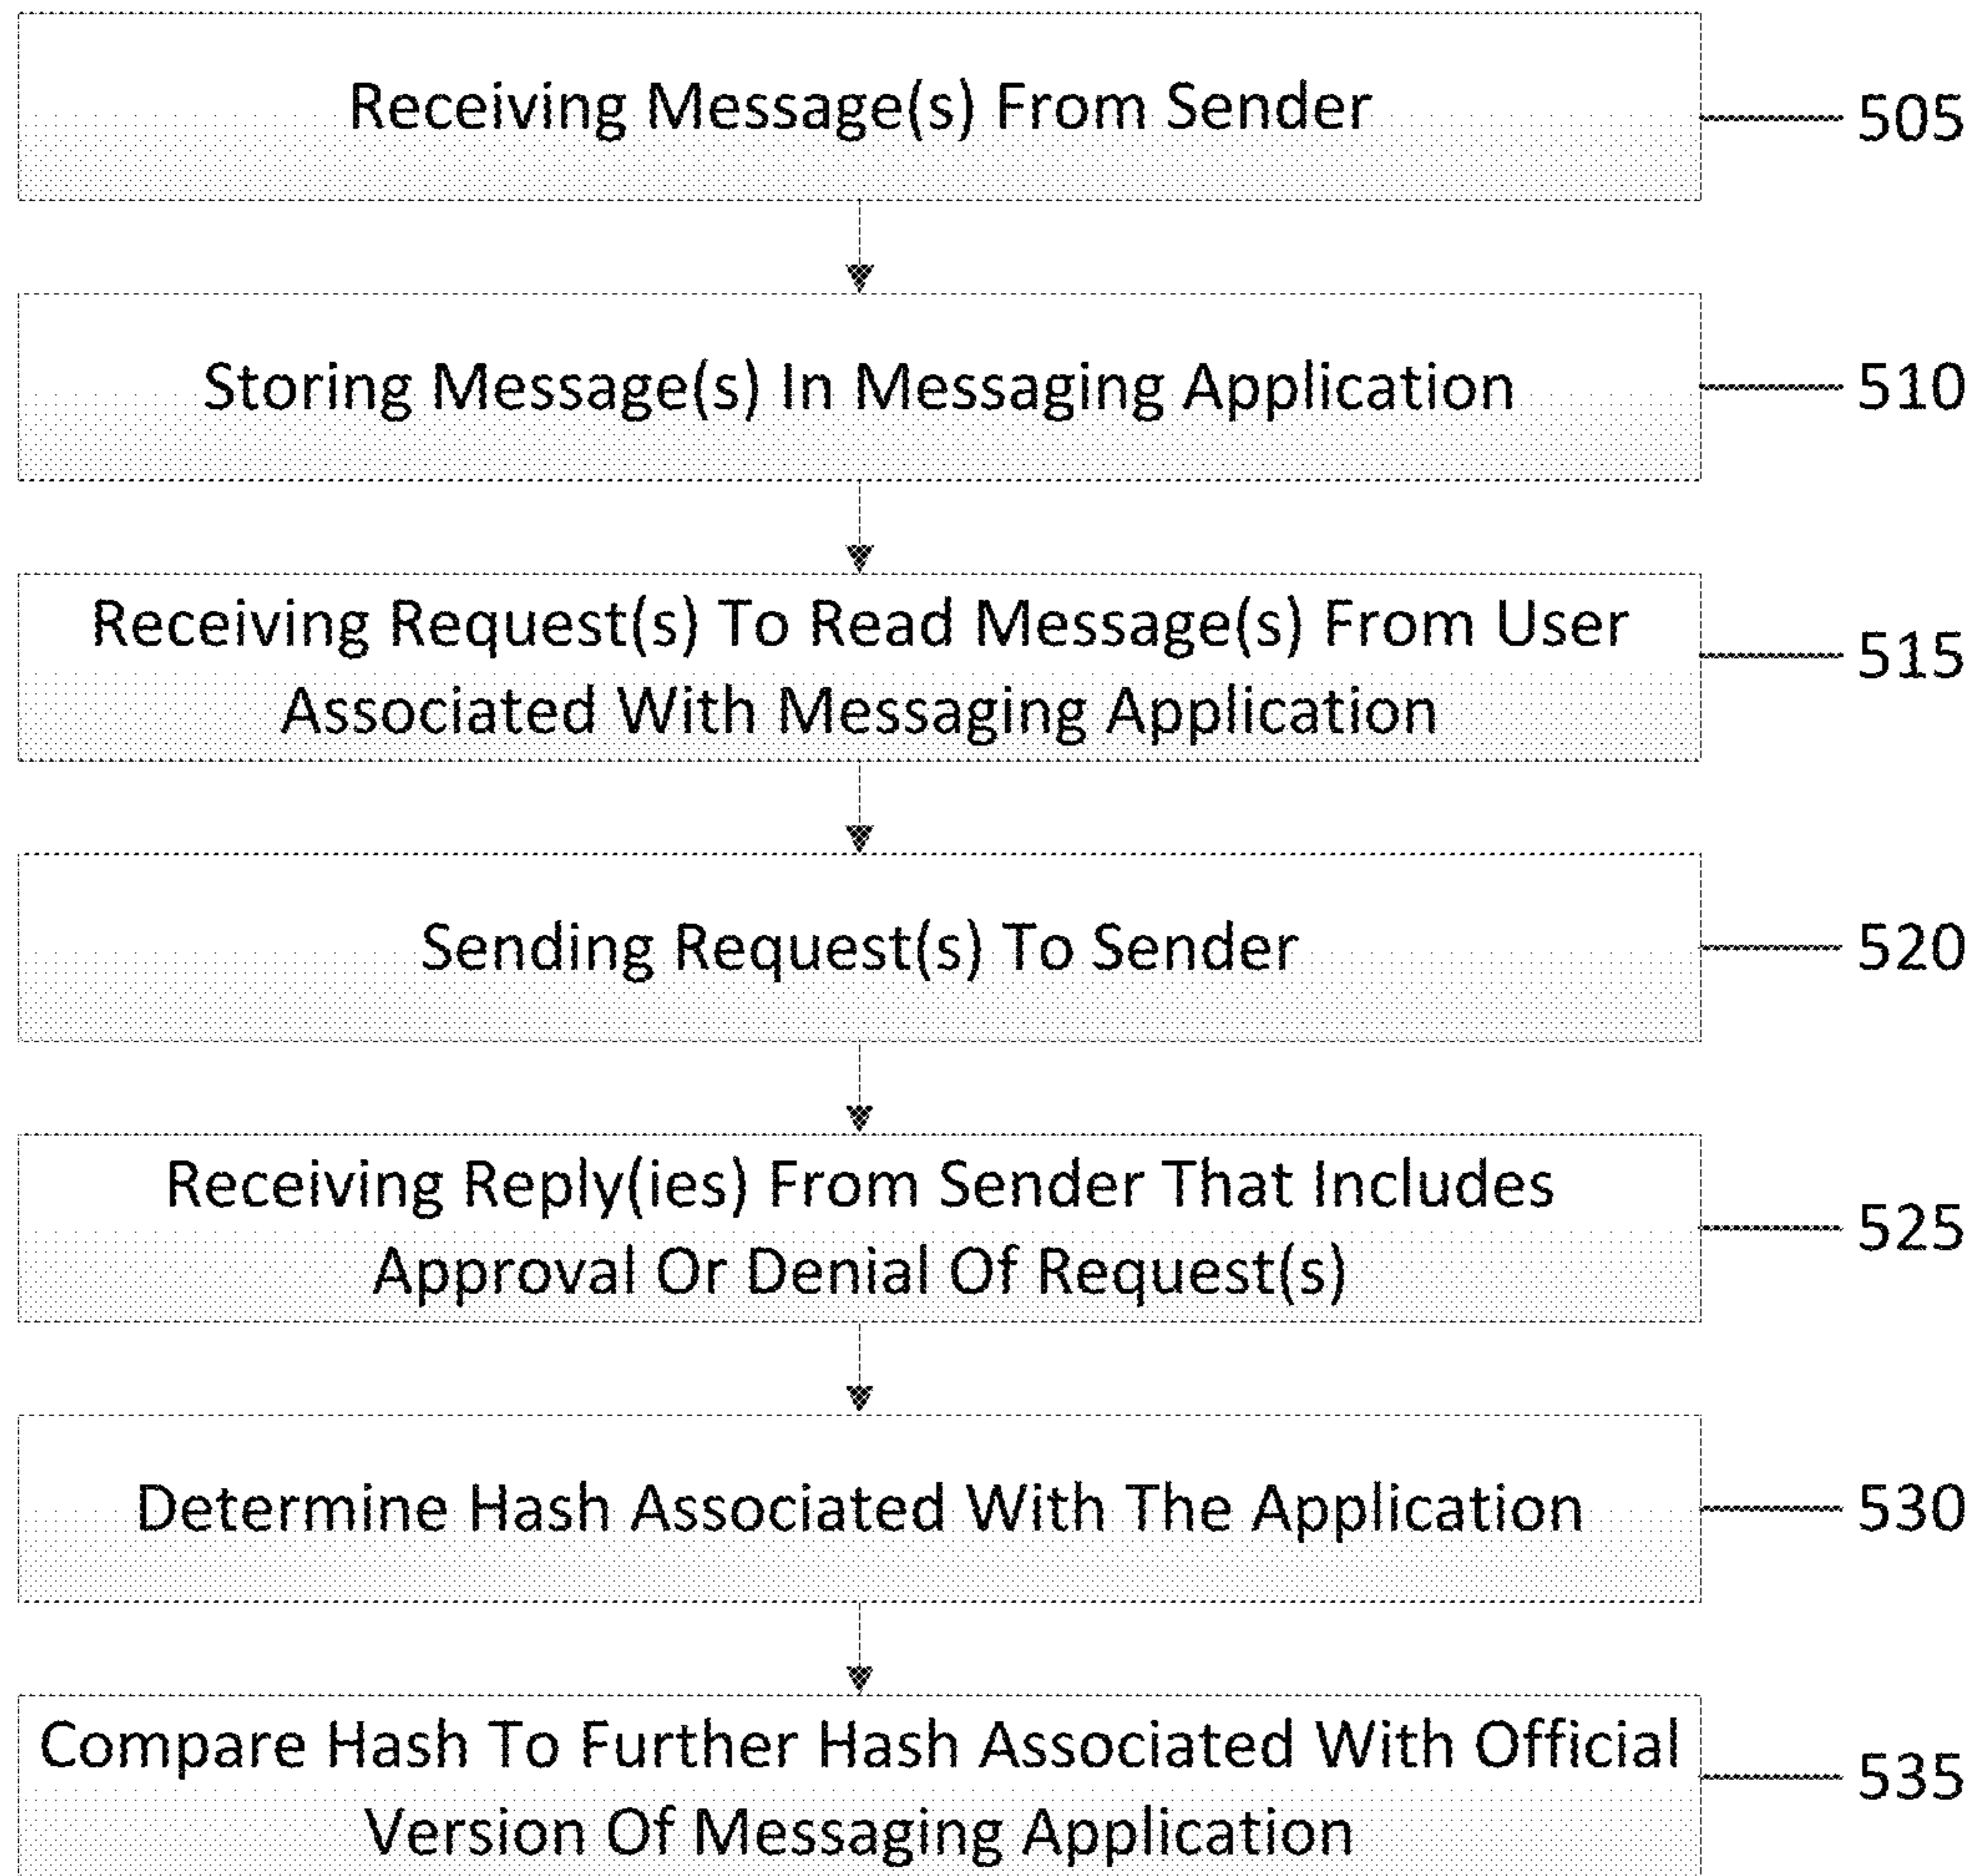 Receiving Message(s) From Sender
505
Storing Message(s) In Messaging Application
510
Receiving Request(s) To Read Message(s) From User
Associated With Messaging Application
515
Sending Request(s) To Sender
520
Receiving Reply(ies) From Sender That Includes
Approval Or Denial Of Request(s)
525
Determine Hash Associated With The Application
530
Compare Hash To Further Hash Associated With Official
Version Of Messaging Application
535